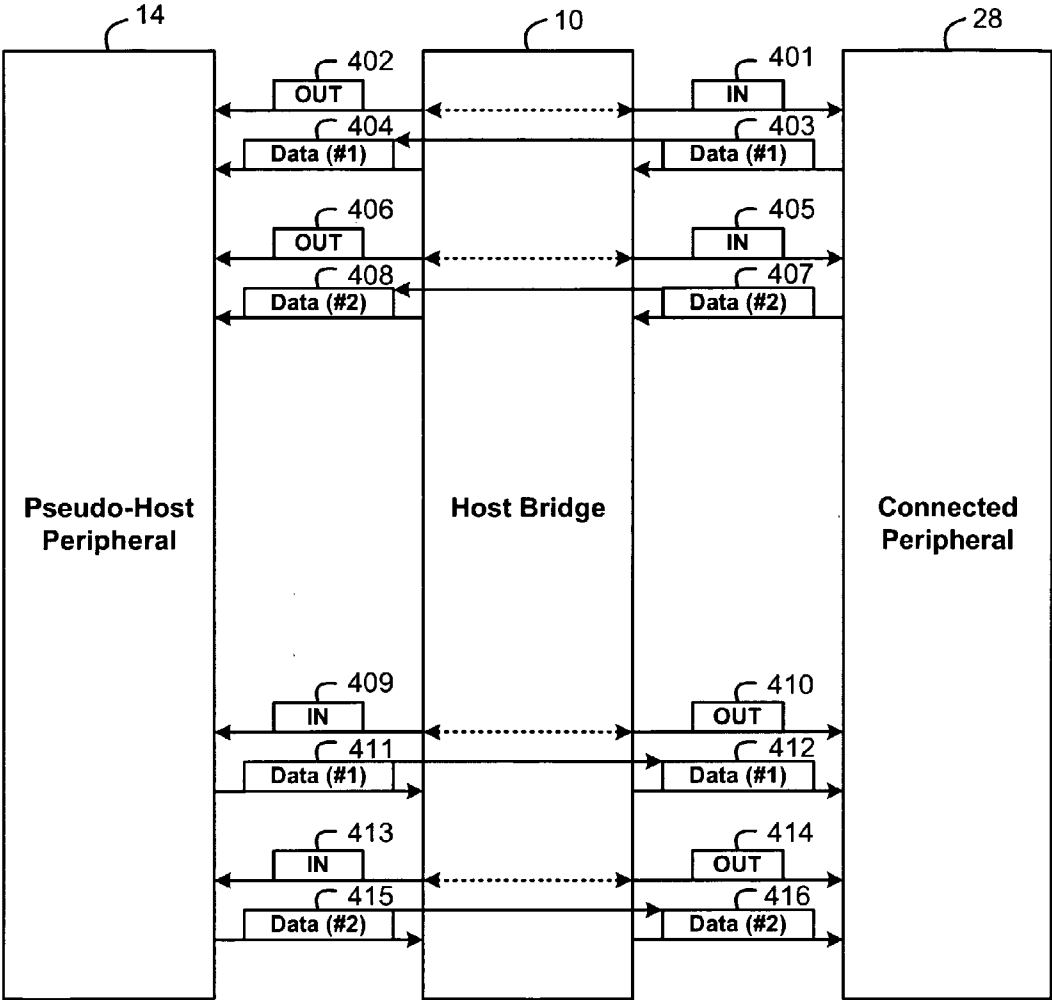 14
10
28
402
401
OUT
IN
404
403
Data (#1)
Data (#1)
406
405
OUT
IN
408
407
Data (#2)
Data (#2)
Pseudo-Host
Peripheral
Host Bridge
Connected
Peripheral
409
410
IN
OUT
411
412
Data (#1)
Data (#1)
413
414
IN
OUT
415
416
Data (#2)
Data (#2)